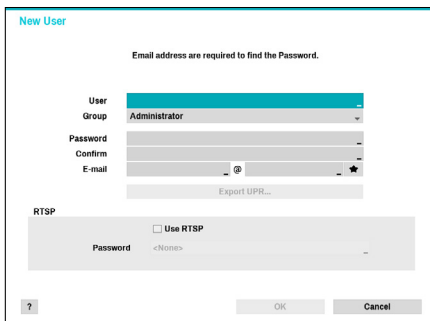 New User
Email address are required to find the Password.
User
Group Administrator
Password
Confirm
E-mail @
Export UPR...
RTSP
Use RTSP
Password <None>
? OK Cancel